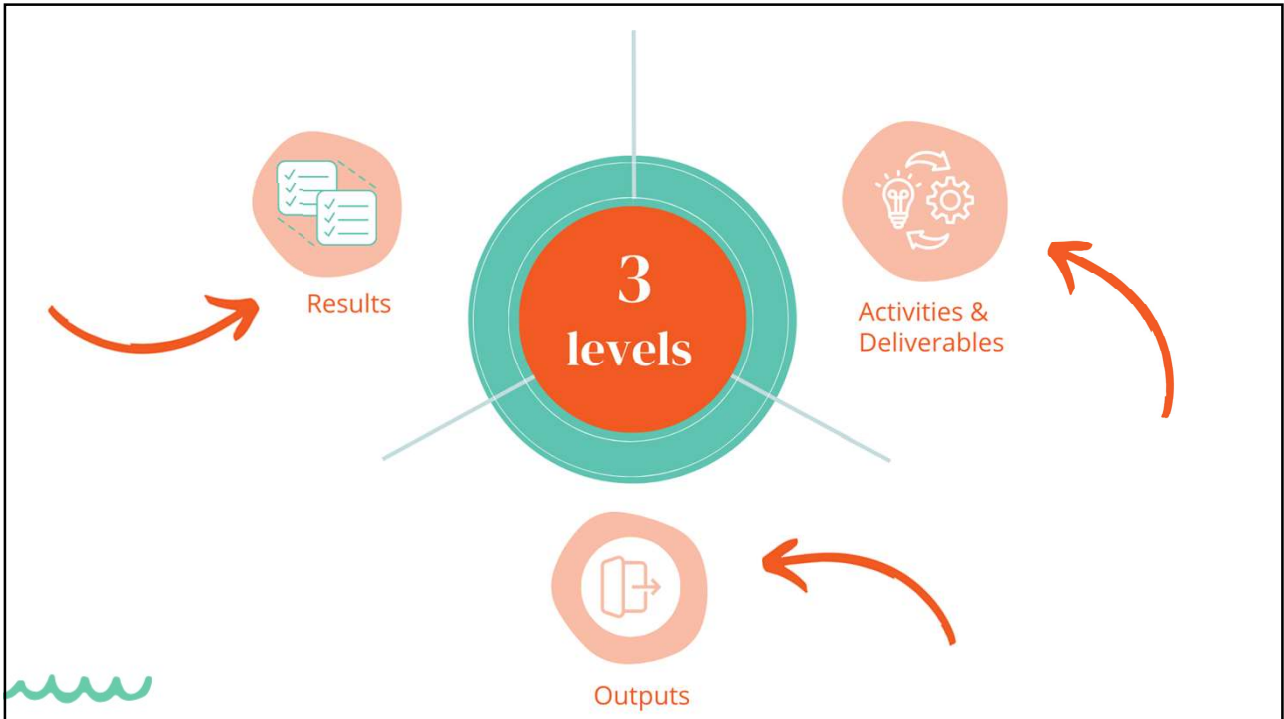 3
levels
Results
Activities &
Deliverables
Outputs